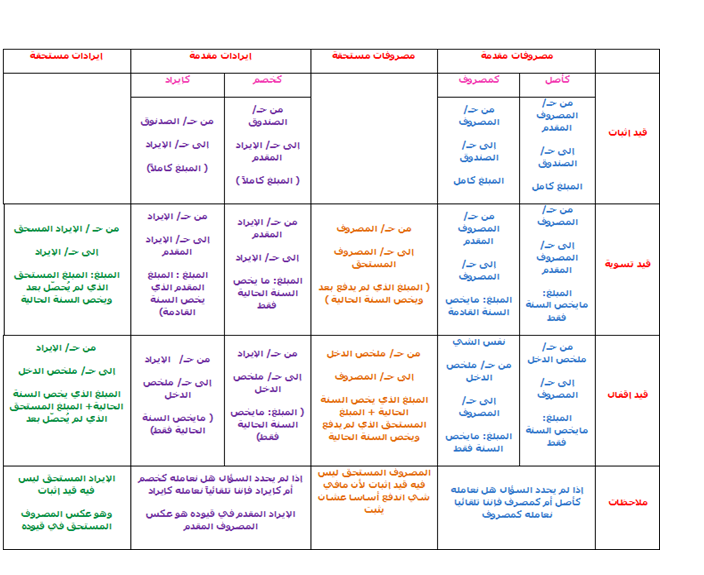 مصروفات مقدمة
مصروفات مستحقة
إيرادات مقدمة
إيرادات مستحقة
كأصل
كمصروف
كخصم
كايراد
قيد إثبات
من حـ/
المصروف
المقدم
إلى حـ/
الصندوق
المبلغ كامل
من حـ/
المصروف
إلى حـ/
الصندوق
المبلغ كامل
من حـ/
الصندوق
إلى حـ/ الإيراد
المقدم
( المبلغ كاملاً )
من حـ/ الصندوق
إلى حـ/ الإيراد
( المبلغ كاملاً)
قيد تسوية
من حـ/
المصروف
إلى حـ/
المصروف
المقدم
المبلغ:
مايخص السنة
فقط
من حـ/
المصروف
المقدم
إلى حـ/
المصروف
المبلغ: مايخص
السنة القادمة
من حـ/ المصروف
إلى حـ/ المصروف
المستحق
( المبلغ الذي لم يدفع بعد
ويخص السنة الحالية )
من حـ/ الإيراد
المقدم
إلى حـ/ الإيراد
المبلغ: ما يخص
السنة الحالية
فقط
من حـ/ الإيراد
إلى حـ/ الإيراد
المقدم
المبلغ : المبلغ
المقدم الذي
يخص السنة
القادمة)
من حـ / الإيراد المسحق
إلى حـ/ الإيراد
المبلغ: المبلغ المستحق
الذي لم يُحصّل بعد
ويخص السنة الحالية
قيد إقفال
من حـ/
ملخص الدخل
إلى حـ/
المصروف
المبلغ:
مايخص السنة
فقط
نفس الشي
من حـ/ ملخص
الدخل
إلى حـ/
المصروف
المبلغ: مايخص
السنة فقط
من حـ/ ملخص الدخل
إلى حـ/ المصروف
المبلغ الذي يخص السنة
الحالية + المبلغ
المستحق الذي لم يدفع
ويخص السنة الحالية
من حـ/ الإيراد
إلى حـ/ ملخص
الدخل
( المبلغ: مايخص
السنة الحالية
فقط)
من حـ/ الإيراد
إلى حـ/ ملخص
الدخل
( مايخص السنة
الحالية فقط)
من حـ/ الإيراد
إلى حـ/ ملخص الدخل
المبلغ الذي يخص السنة
الحالية+ المبلغ المستحق
الذي لم يُحصّل بعد
ملاحظات
إذا لم يحدد السؤال هل نعامله
كأصل أم كمصرف فإننا تلقائيا
نعامله كمصروف
المصروف المستحق ليس
فيه قيد إثبات لأن مافي
شي اندفع أساسا عشان
يثبت
إذا لم يحدد السؤال هل نعامله كخصم
أم كايراد فإننا تلقائياً نعامله كإيراد
الإيراد المقدم في قيوده هو عكس
المصروف المقدم
الإيراد المستحق ليس
فيه قيد إثبات
وهو عكس المصروف
المستحق في قيوده